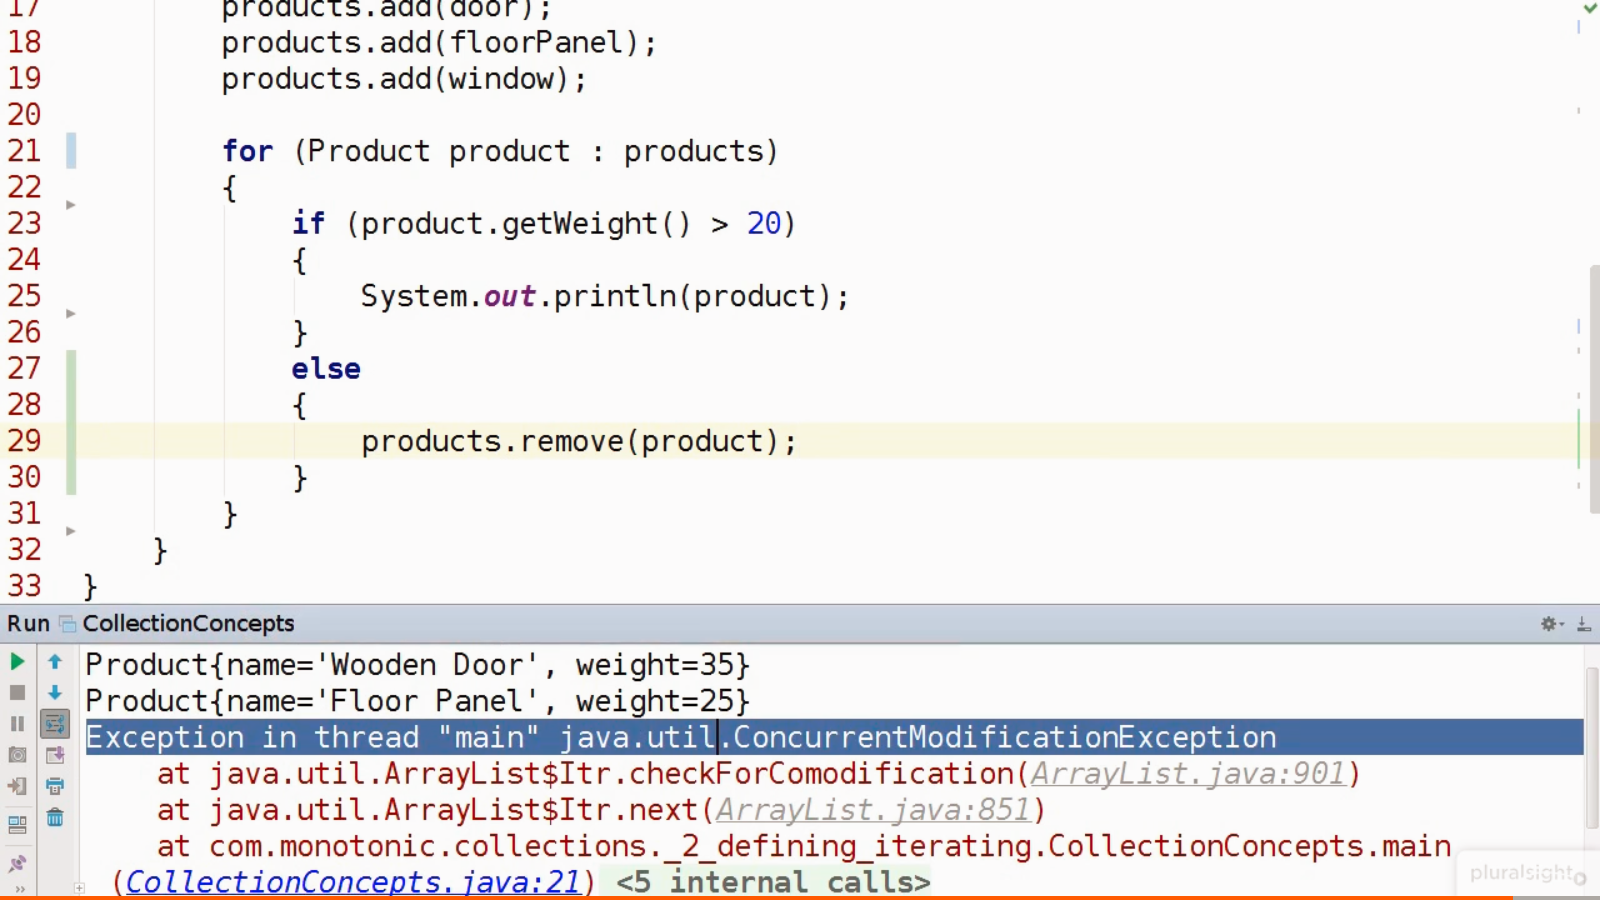 17 products.add(door);
18 products.add(floorPanel);
19 products.add(window);
20
21 for (Product product : products)
22 {
23 if (product.getWeight() > 20)
24 {
25 System.out.println(product);
26 }
27 else
28 {
29 products.remove(product);
30 }
31 }
32 }
33 }
Run CollectionConcepts
Product{name='Wooden Door', weight=35}
Product{name='Floor Panel', weight=25}
Exception in thread "main" java.util.ConcurrentModificationException
at java.util.ArrayList$Itr.checkForComodification(ArrayList.java:901)
at java.util.ArrayList$Itr.next(ArrayList.java:851)
at com.monotonic.collections._2_defining_iterating.CollectionConcepts.main
(CollectionConcepts.java:21) <5 internal calls>
pluralsight